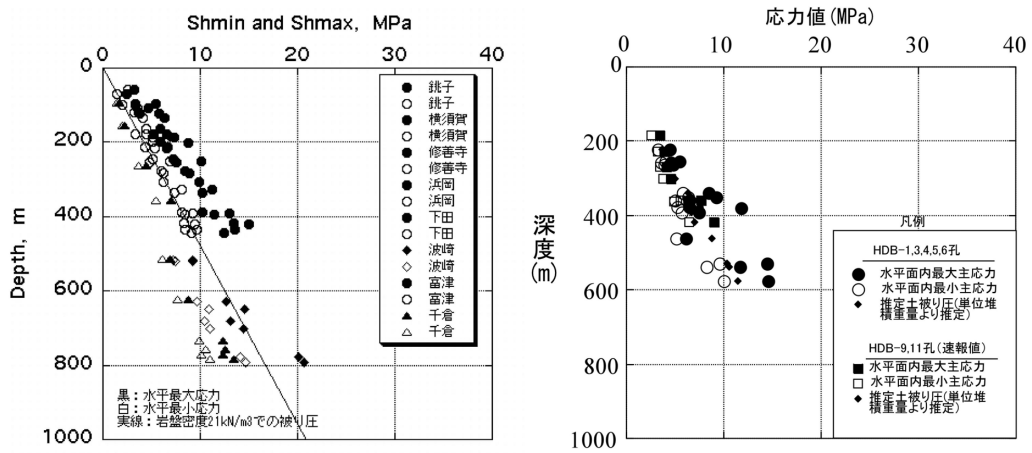 Shmin and Shmax, MPa
0 10 20 30 40
0
200
400
600
800
1000
Depth, m
銚子
銚子
横須賀
横須賀
修善寺
修善寺
浜岡
浜岡
下田
下田
波崎
波崎
富津
富津
千倉
千倉
黒：水平最大応力
白：水平最小応力
実線：岩盤密度21kN/m3での被り圧
応力値(MPa)
0 10 20 30 40
0
200
400
600
800
1000
深度(m)
凡例
HDB-1,3,4,5,6孔
水平面内最大主応力
水平面内最小主応力
推定土被り圧(単位堆
積重量より推定)
HDB-9,11孔(速報値)
水平面内最大主応力
水平面内最小主応力
推定土被り圧(単位堆
積重量より推定)